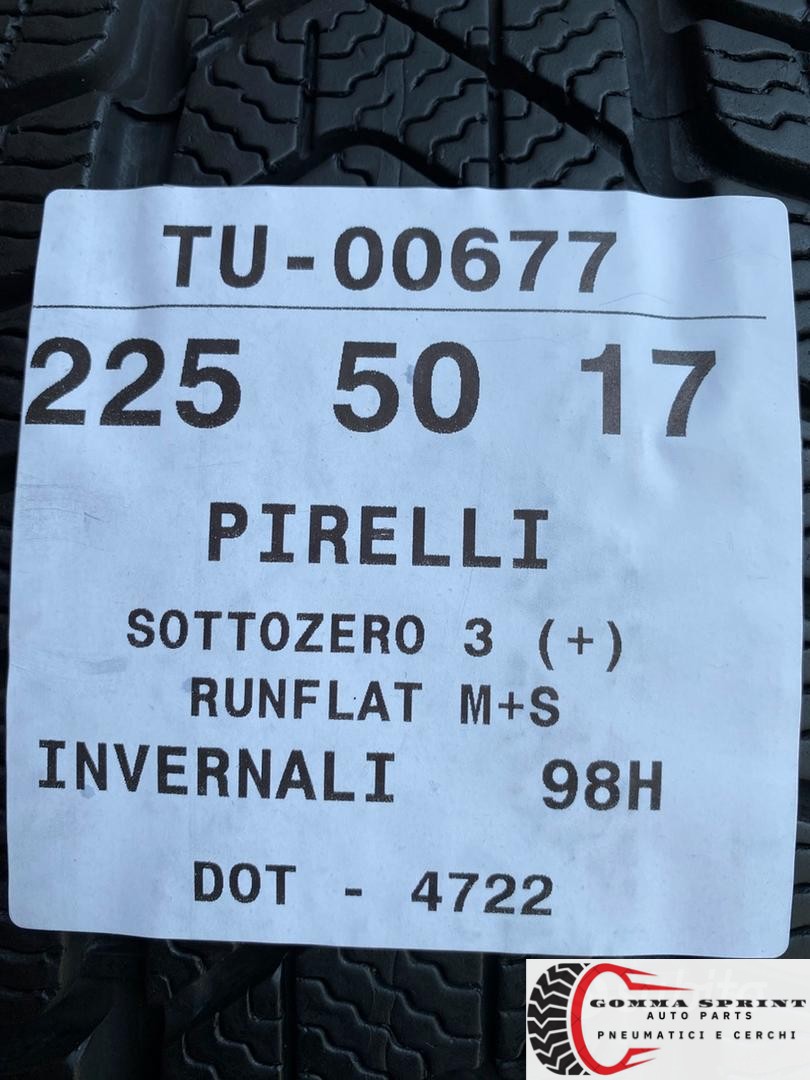 TU-00677
225 50 17
PIRELLI
SOTTOZERO 3 (+)
RUNFLAT M+S
INVERNALI 98H
DOT - 4722
GOMMA SPRINT
AUTO PARTS
PNEUMATICI E CERCHI